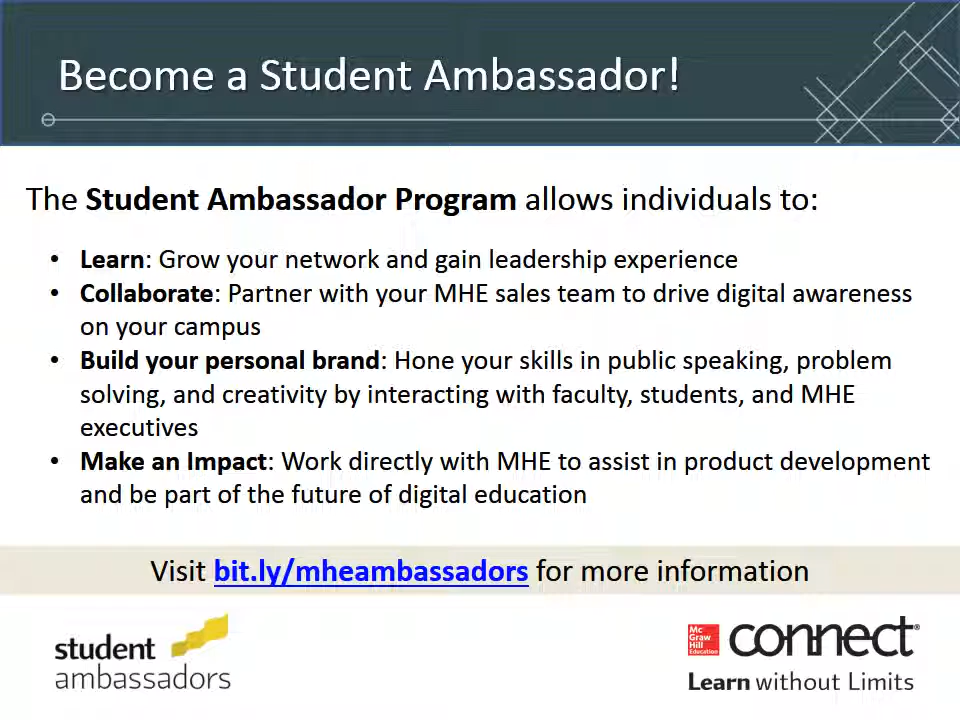 Become a Student Ambassador!
The Student Ambassador Program allows individuals to:
• Learn: Grow your network and gain leadership experience
• Collaborate: Partner with your MHE sales team to drive digital awareness
on your campus
• Build your personal brand: Hone your skills in public speaking, problem
solving, and creativity by interacting with faculty, students, and MHE
executives
• Make an Impact: Work directly with MHE to assist in product development
and be part of the future of digital education
Visit bit.ly/mheambassadors for more information
student
ambassadors
Mc
Graw
Hill
Education
connect®
Learn without Limits